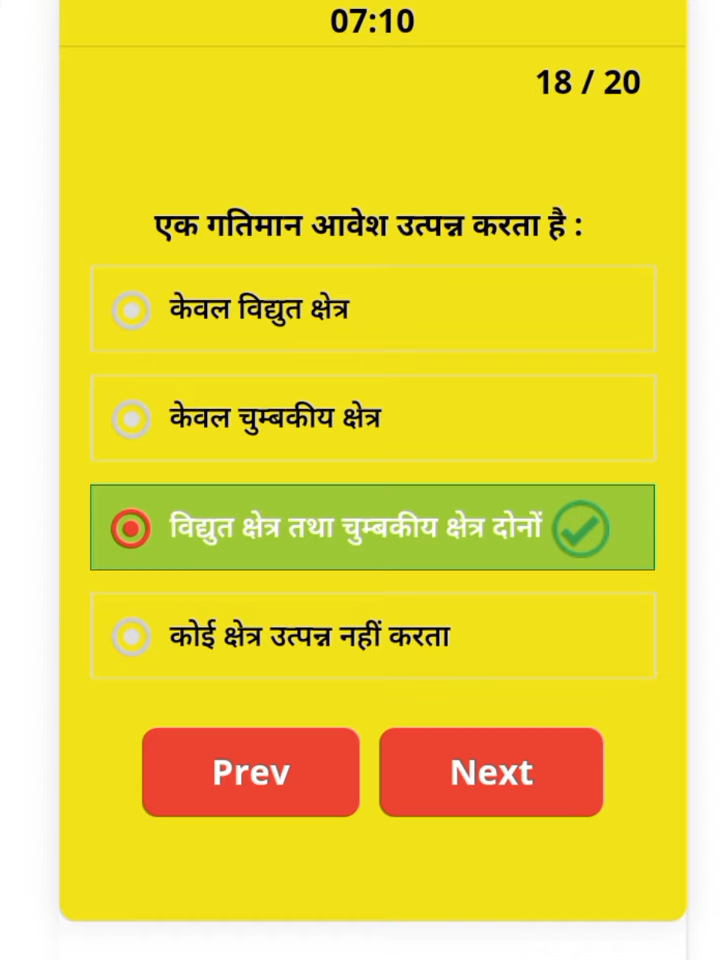 07:10
18 / 20
एक गतिमान आवेश उत्पन्न करता है :
केवल विद्युत क्षेत्र
केवल चुम्बकीय क्षेत्र
विद्युत क्षेत्र तथा चुम्बकीय क्षेत्र दोनों
कोई क्षेत्र उत्पन्न नहीं करता
Prev Next